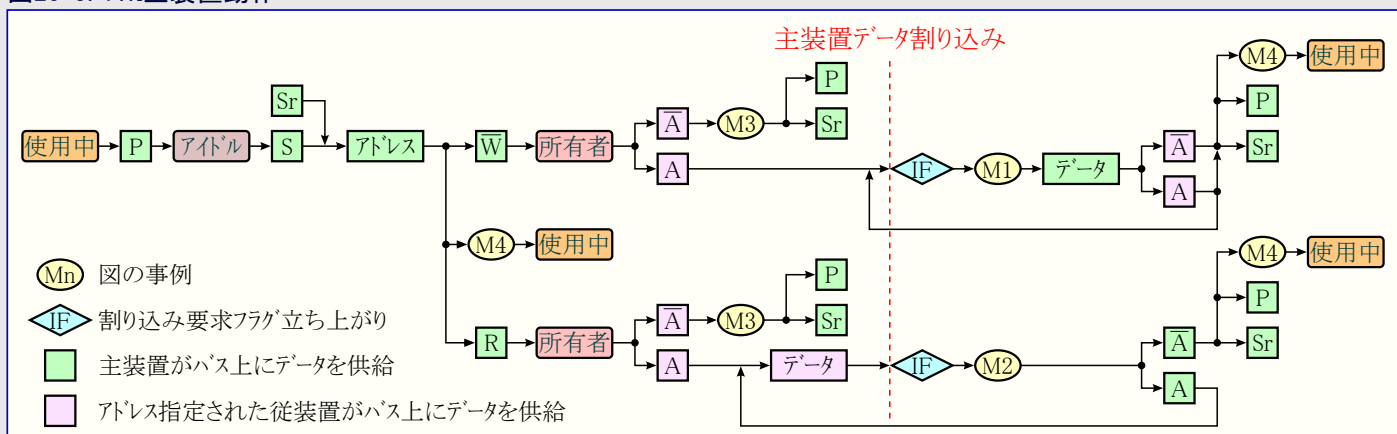 主装置データ割り込み
M4 使用中
P
Sr
P
Sr
使用中 P アイドル S アドレス W 所有者 A M3 Sr
A IF M1 データ A Sr
A
M4 使用中
Mn 図の事例
IF 割り込み要求フラグ立ち上がり
主装置がバス上にデータを供給
アドレス指定された従装置がバス上にデータを供給
M4 使用中
P
P
R 所有者 A M3 Sr
A データ IF M2 A Sr
A